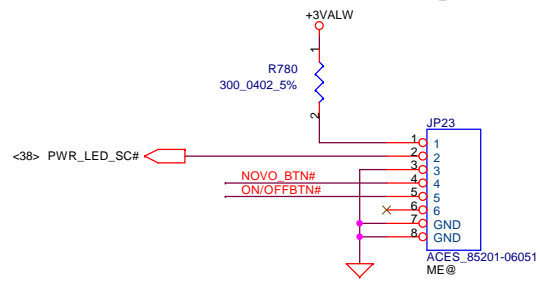 +3VALW
1
R780
300_0402_5%
2
JP23
1 1
<38> PWR_LED_SC# 2 2
3 3
NOVO_BTN# 4 4
ON/OFFBTN# 5 5
6 6
7 GND
8 GND
ACES_85201-06051
ME@